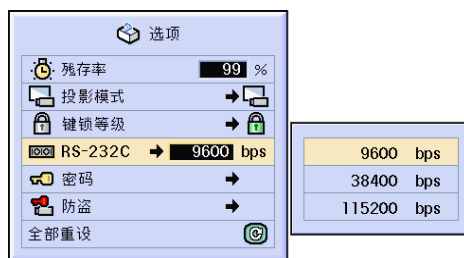 选项
残存率 99 %
投影模式
键锁等级
RS-232C 9600 bps
密码
防盗
全部重设
9600 bps
38400 bps
115200 bps